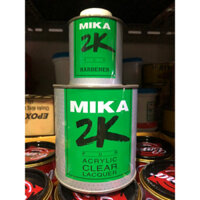 MIKA
2K
HARDENER
MIKA
2K
ACRYLIC
CLEAR
LACQUER
EPOX